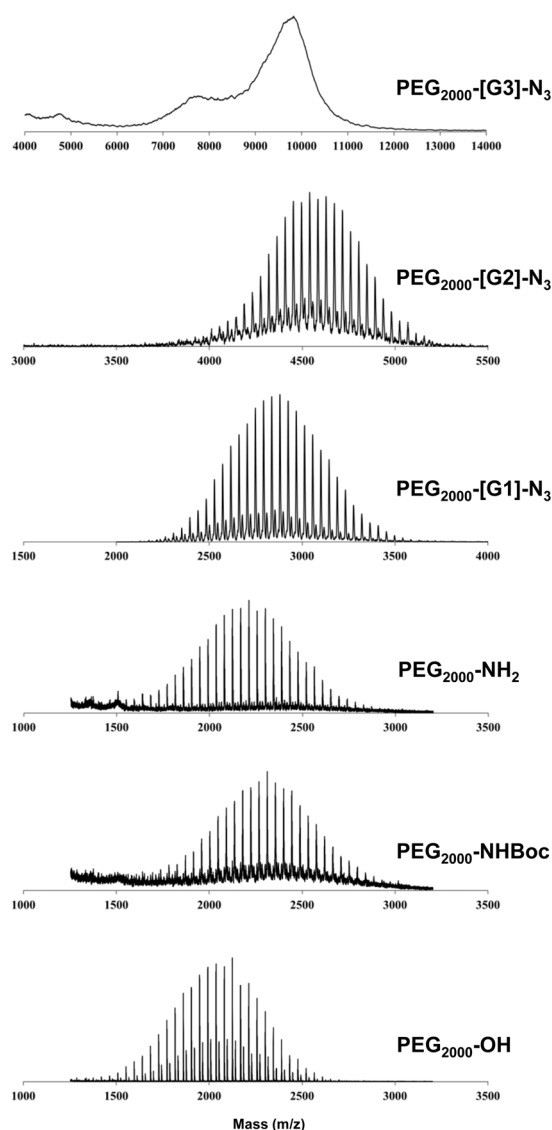 PEG₂₀₀₀-[G3]-N₃
4000 5000 6000 7000 8000 9000 10000 11000 12000 13000 14000
PEG₂₀₀₀-[G2]-N₃
3000 3500 4000 4500 5000 5500
PEG₂₀₀₀-[G1]-N₃
1500 2000 2500 3000 3500 4000
PEG₂₀₀₀-NH₂
1000 1500 2000 2500 3000 3500
PEG₂₀₀₀-NHBoc
1000 1500 2000 2500 3000 3500
PEG₂₀₀₀-OH
1000 1500 2000 2500 3000 3500
Mass (m/z)